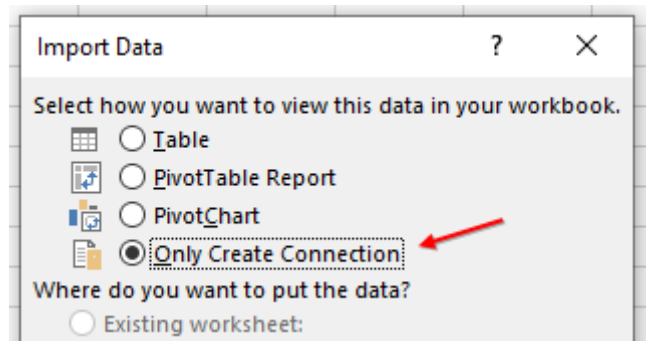 Import Data ?
Select how you want to view this data in your workbook.
Table
PivotTable Report
PivotChart
Only Create Connection
Where do you want to put the data?
Existing worksheet: